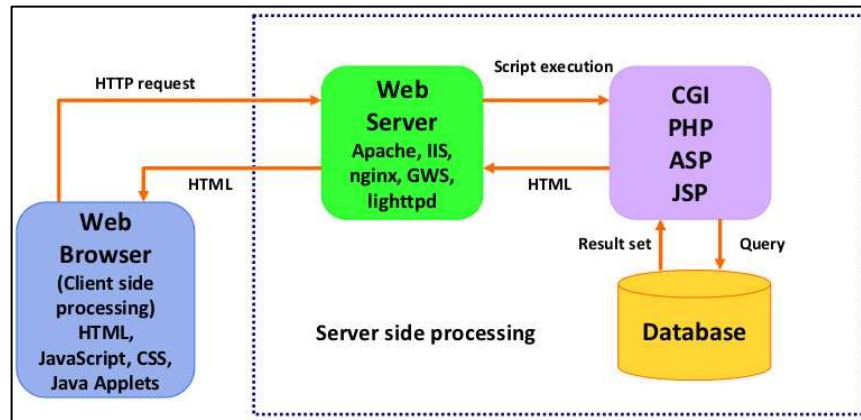 HTTP request
Script execution
Web
Server
Apache, IIS,
nginx, GWS,
lighttpd
CGI
PHP
ASP
JSP
HTML
HTML
Web
Browser
(Client side
processing)
HTML,
JavaScript, CSS,
Java Applets
Result set
Query
Server side processing
Database